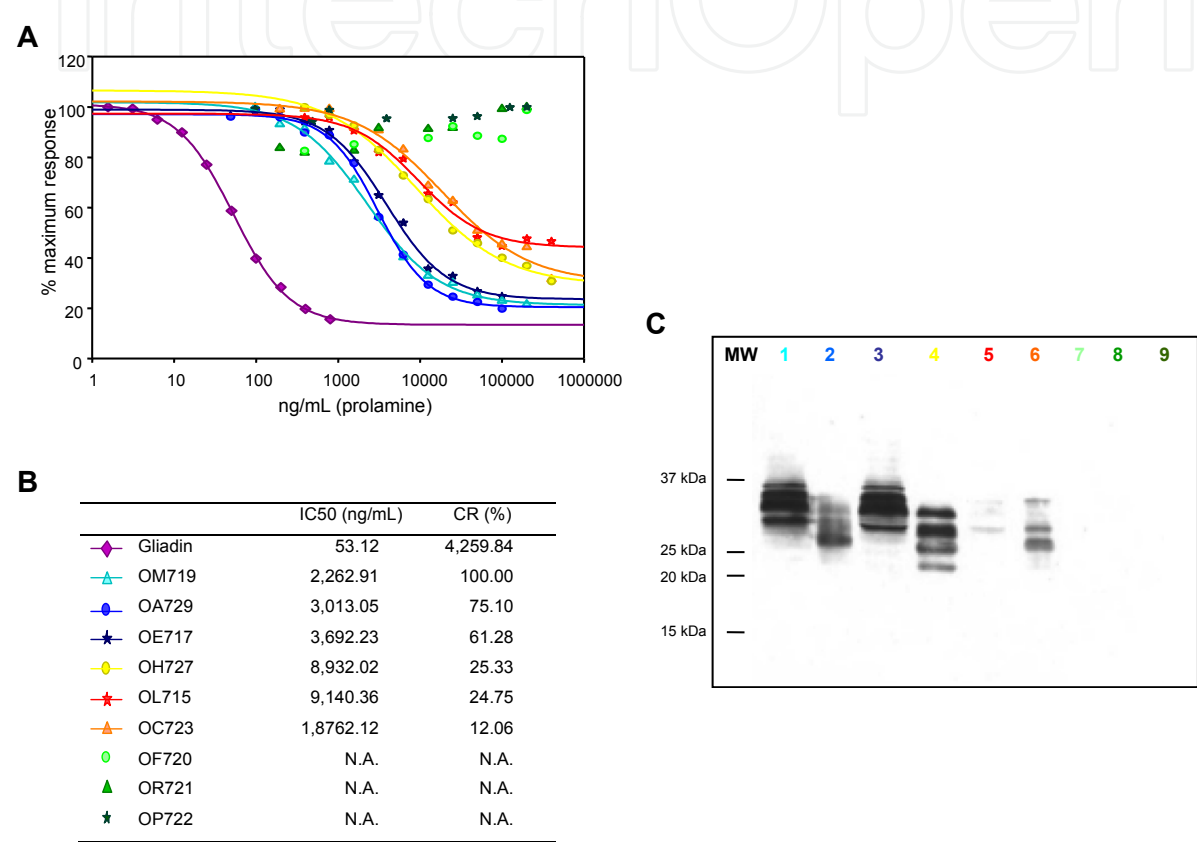 IntechOpen
A
120
100
80
60
40
20
0
% maximum response
1 10 100 1000 10000 100000 1000000
ng/mL (prolamine)
B
IC50 (ng/mL) CR (%)
Gliadin 53.12 4,259.84
OM719 2,262.91 100.00
OA729 3,013.05 75.10
OE717 3,692.23 61.28
OH727 8,932.02 25.33
OL715 9,140.36 24.75
OC723 1,8762.12 12.06
OF720 N.A. N.A.
OR721 N.A. N.A.
OP722 N.A. N.A.
C
MW 1 2 3 4 5 6 7 8 9
37 kDa
25 kDa
20 kDa
15 kDa